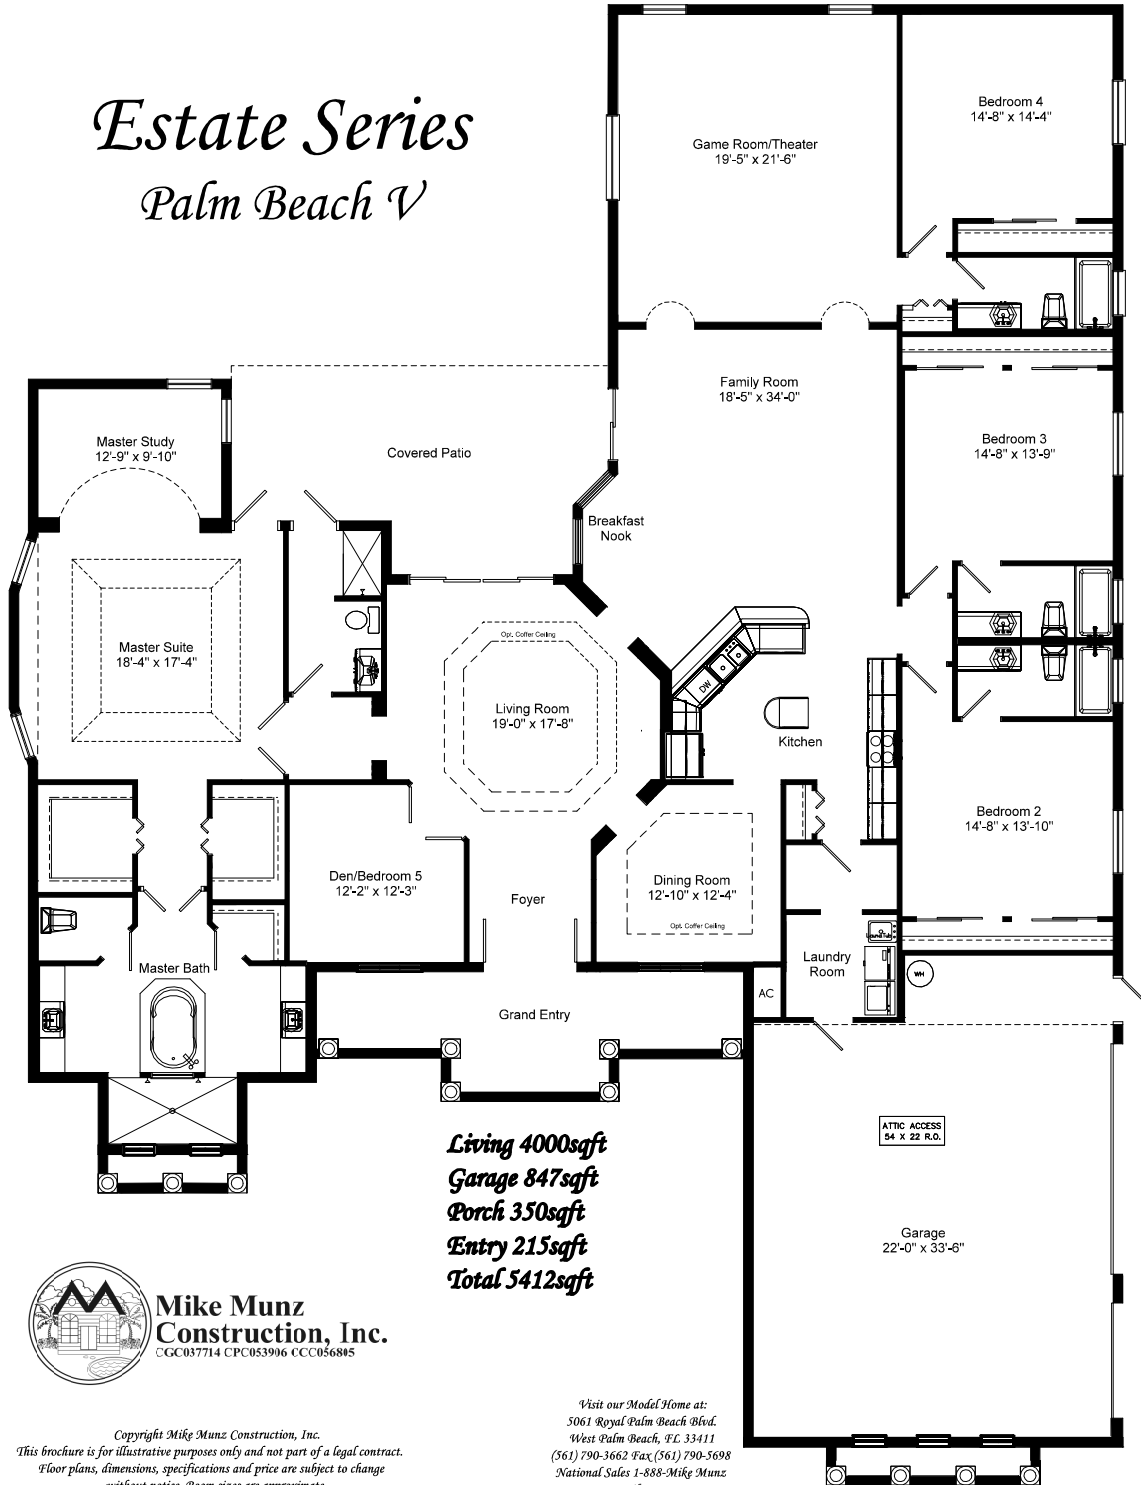 Estate Series
Palm Beach V
Game Room/Theater
19'-5" x 21'-6"
Bedroom 4
14'-8" x 14'-4"
Family Room
18'-5" x 34'-0"
Bedroom 3
14'-8" x 13'-9"
Master Study
12'-9" x 9'-10"
Covered Patio
Breakfast
Nook
Opt. Coffer Ceiling
Master Suite
18'-4" x 17'-4"
Living Room
19'-0" x 17'-8"
DW
Kitchen
Bedroom 2
14'-8" x 13'-10"
Den/Bedroom 5
12'-2" x 12'-3"
Foyer
Dining Room
12'-10" x 12'-4"
Opt. Coffer Ceiling
Laundry
Room
Master Bath
WH
AC
Grand Entry
ATTIC ACCESS
54 X 22 R.O.
Living 4000sqft
Garage 847sqft
Porch 350sqft
Entry 215sqft
Total 5412sqft
Garage
22'-0" x 33'-6"
Mike Munz
Construction, Inc.
CGC037714 CPC053906 CCC056805
Copyright Mike Munz Construction, Inc.
This brochure is for illustrative purposes only and not part of a legal contract.
Floor plans, dimensions, specifications and price are subject to change
without notice. Room sizes are approximate.
Visit our Model Home at:
5061 Royal Palm Beach Blvd.
West Palm Beach, FL 33411
(561) 790-3662 Fax (561) 790-5698
National Sales 1-888-Mike Munz